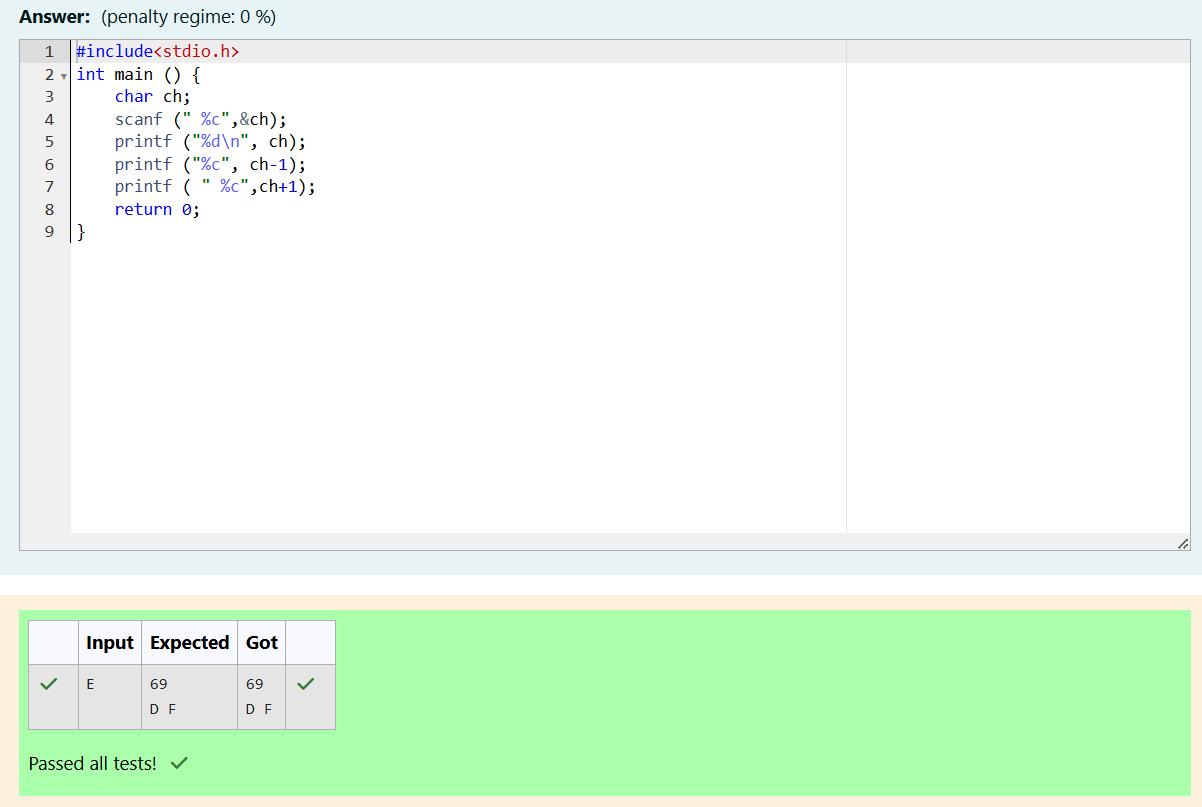 Answer: (penalty regime: 0 %)
1 #include<stdio.h>
2 int main () {
3     char ch;
4     scanf (" %c",&ch);
5     printf ("%d\n", ch);
6     printf ("%c", ch-1);
7     printf ( " %c",ch+1);
8     return 0;
9 }
Input Expected Got
E 69 69
D F D F
Passed all tests!